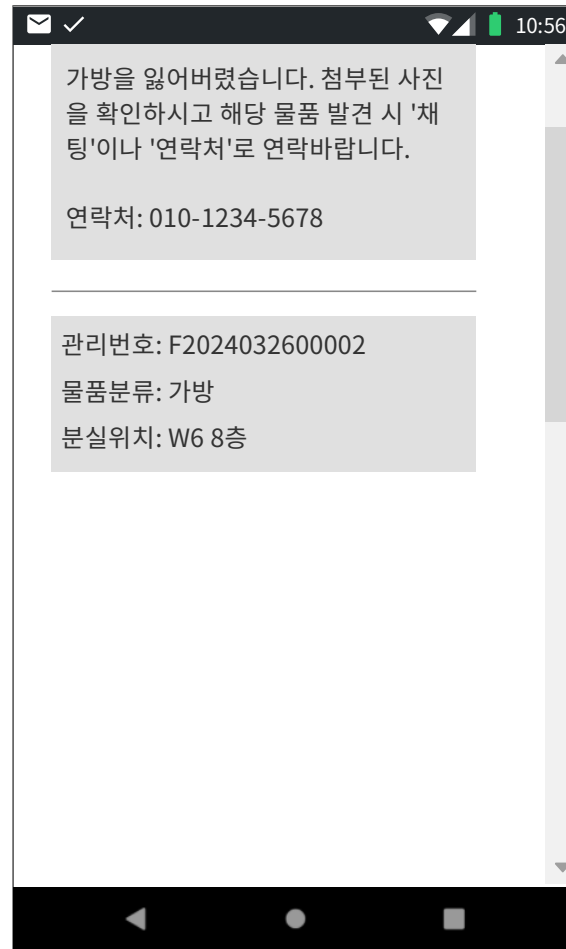 10:56
가방을 잃어버렸습니다. 첨부된 사진
을 확인하시고 해당 물품 발견 시 '채
팅'이나 '연락처'로 연락바랍니다.
연락처: 010-1234-5678
관리번호: F2024032600002
물품분류: 가방
분실위치: W6 8층